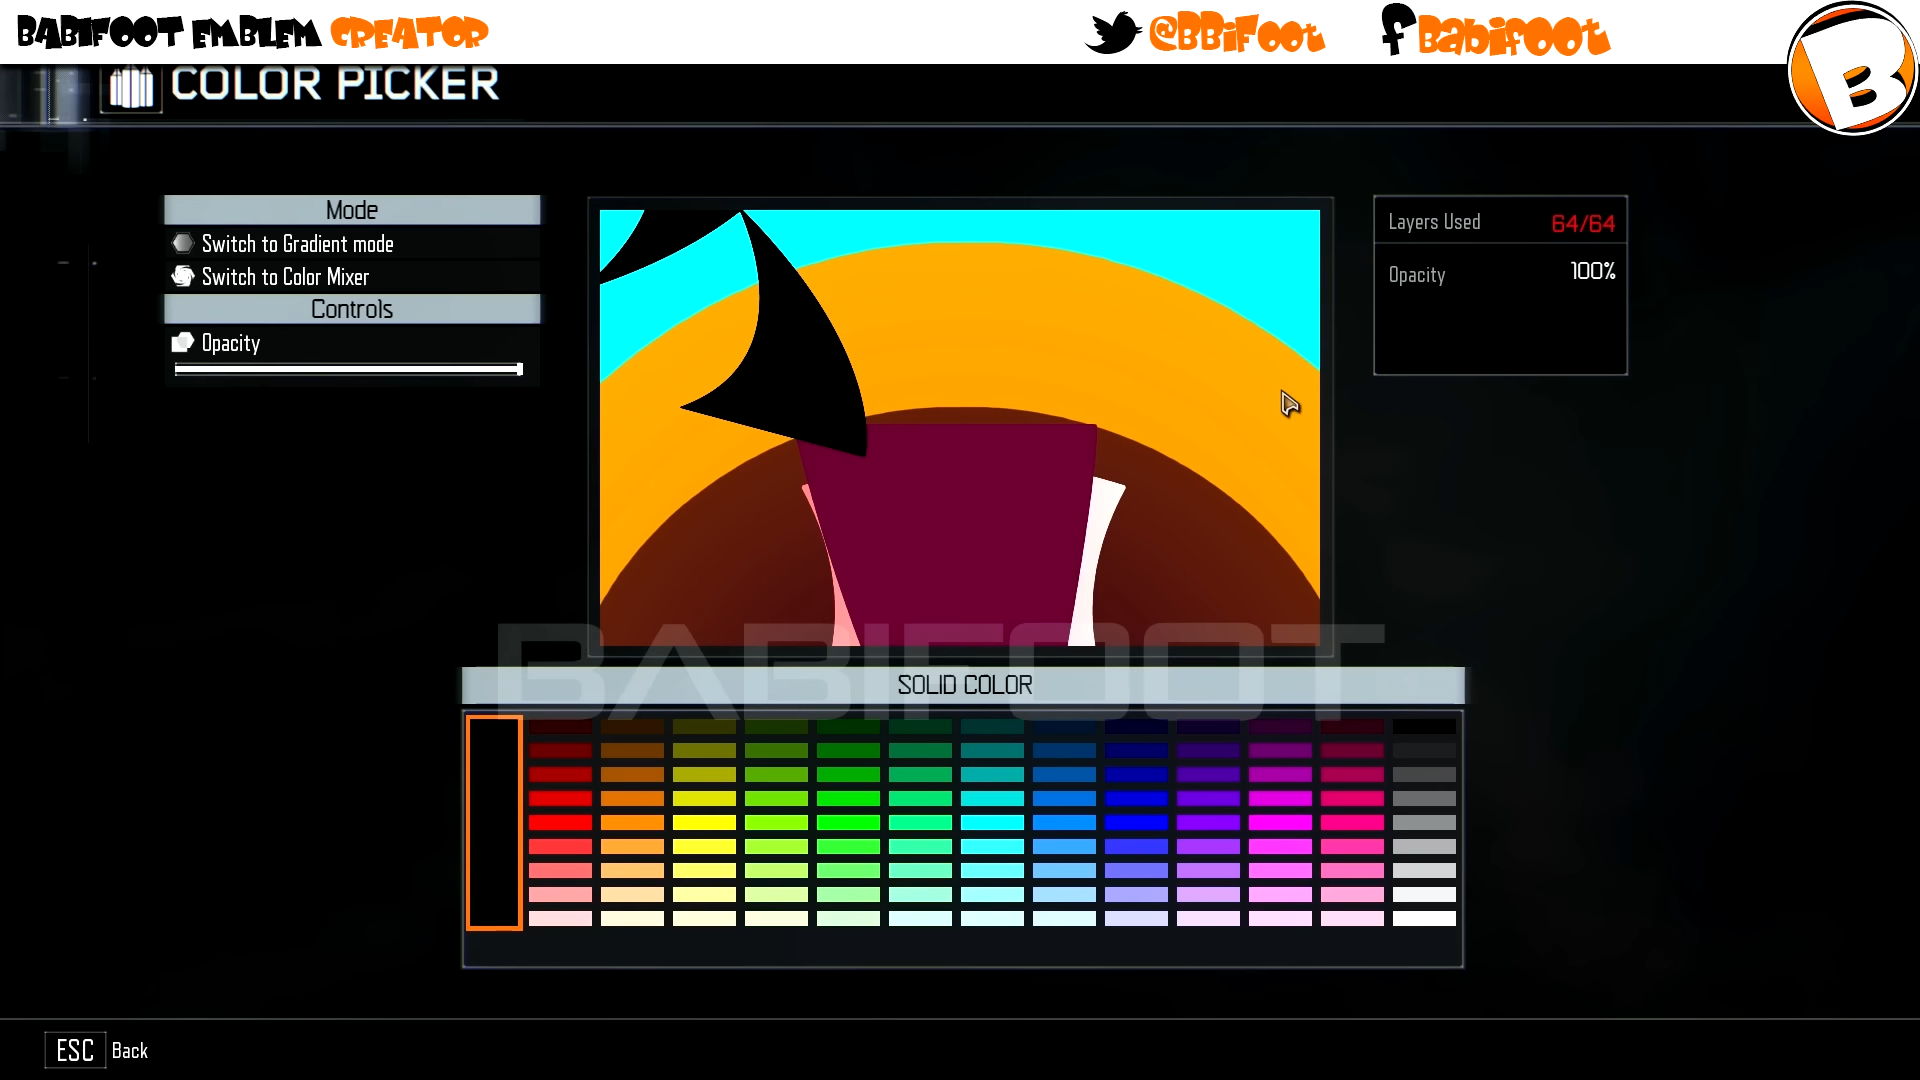 BABIFOOT EMBLEM CREATOR
@BBiFoot
Babifoot
B
COLOR PICKER
Mode
Switch to Gradient mode
Switch to Color Mixer
Controls
Opacity
Layers Used 64/64
Opacity 100%
BABIFOOT
SOLID COLOR
ESC Back